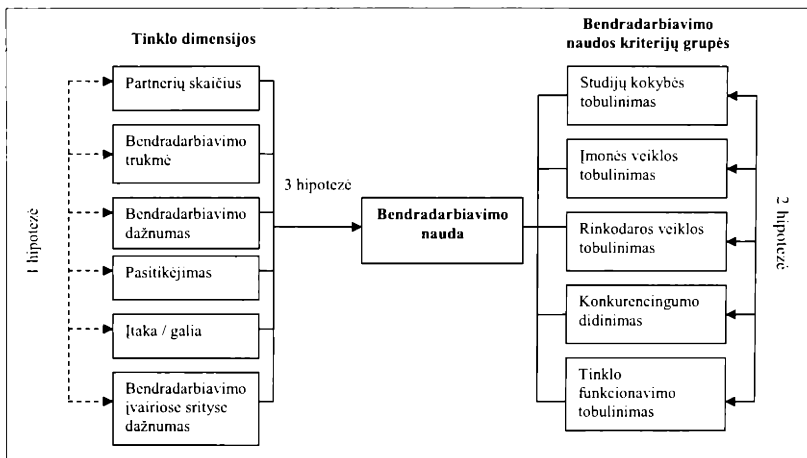 Tinklo dimensijos
Partnerių skaičius
Bendradarbiavimo
trukmė
Bendradarbiavimo
dažnumas
Pasitikėjimas
Įtaka / galia
Bendradarbiavimo
įvairiose srityse
dažnumas
1 hipotezė
3 hipotezė
Bendradarbiavimo
nauda
Bendradarbiavimo
naudos kriterijų grupės
Studijų kokybės
tobulinimas
Įmonės veiklos
tobulinimas
Rinkodaros veiklos
tobulinimas
Konkurencingumo
didinimas
Tinklo
funkcionavimo
tobulinimas
2 hipotezė